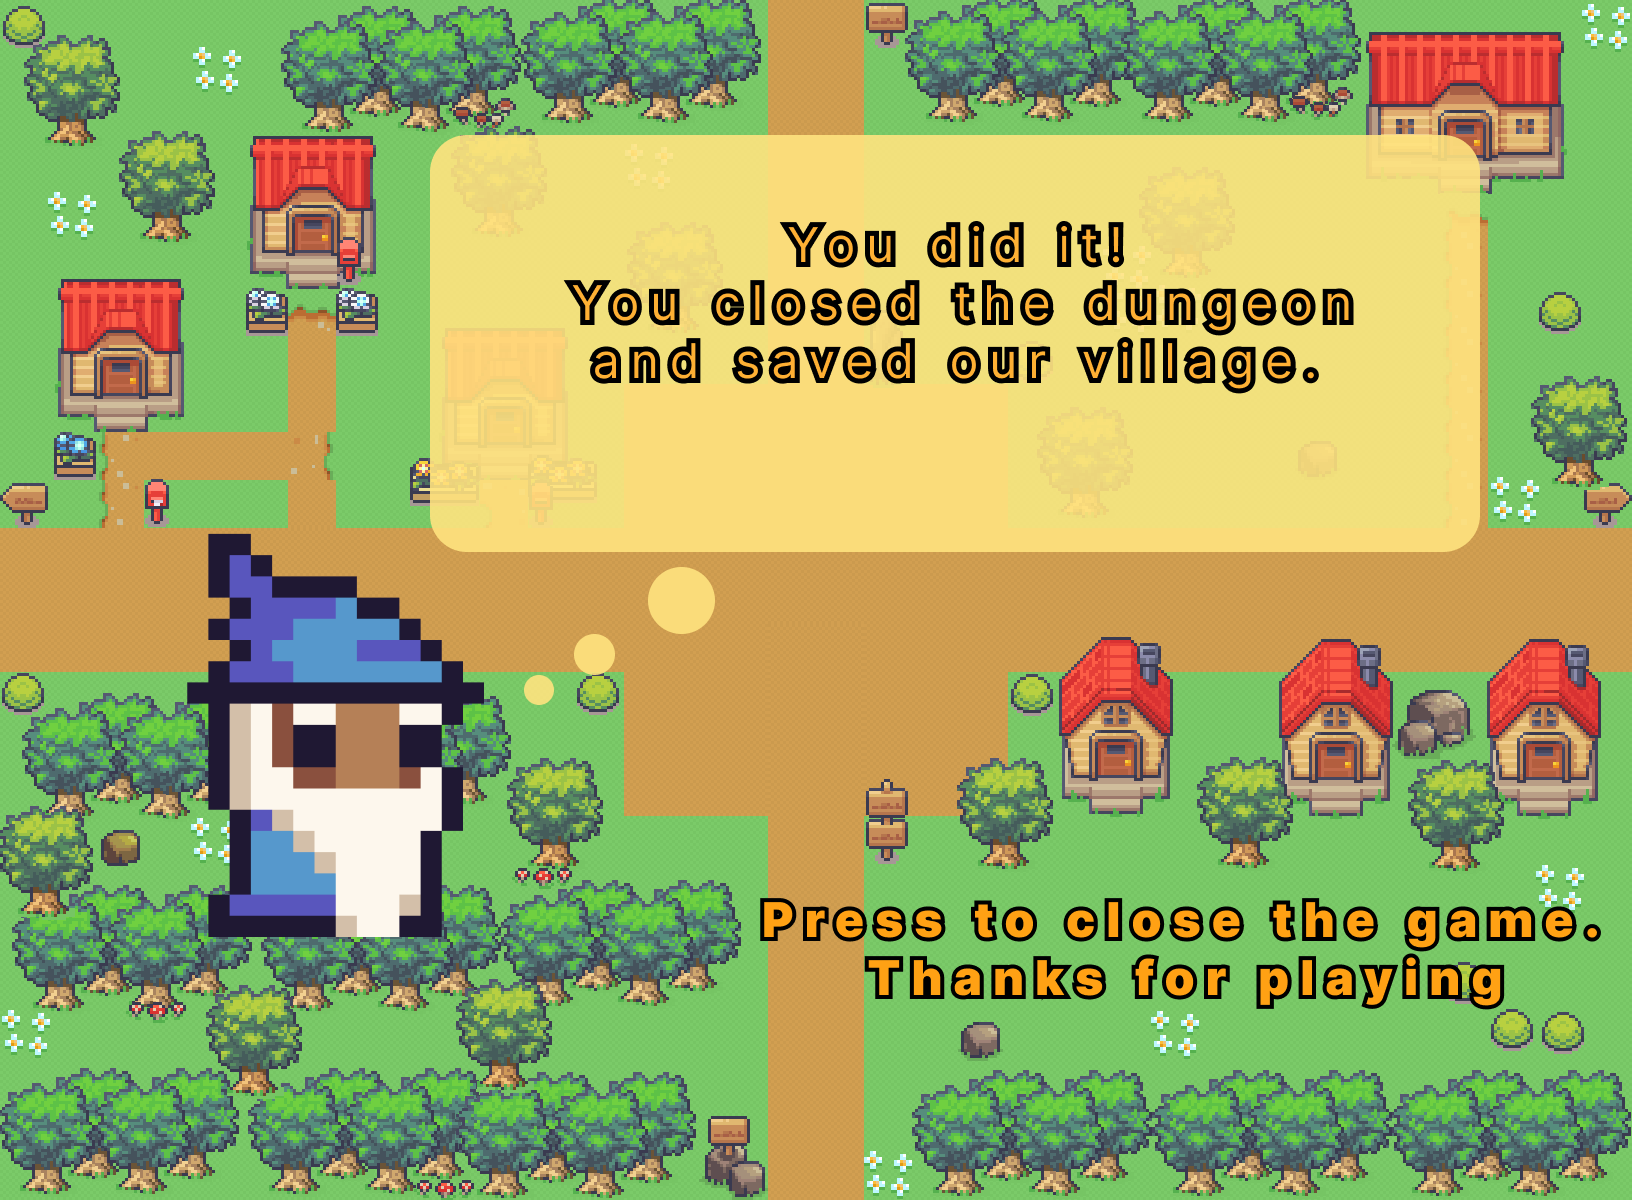 You did it!
You closed the dungeon
and saved our village.
Press to close the game.
Thanks for playing